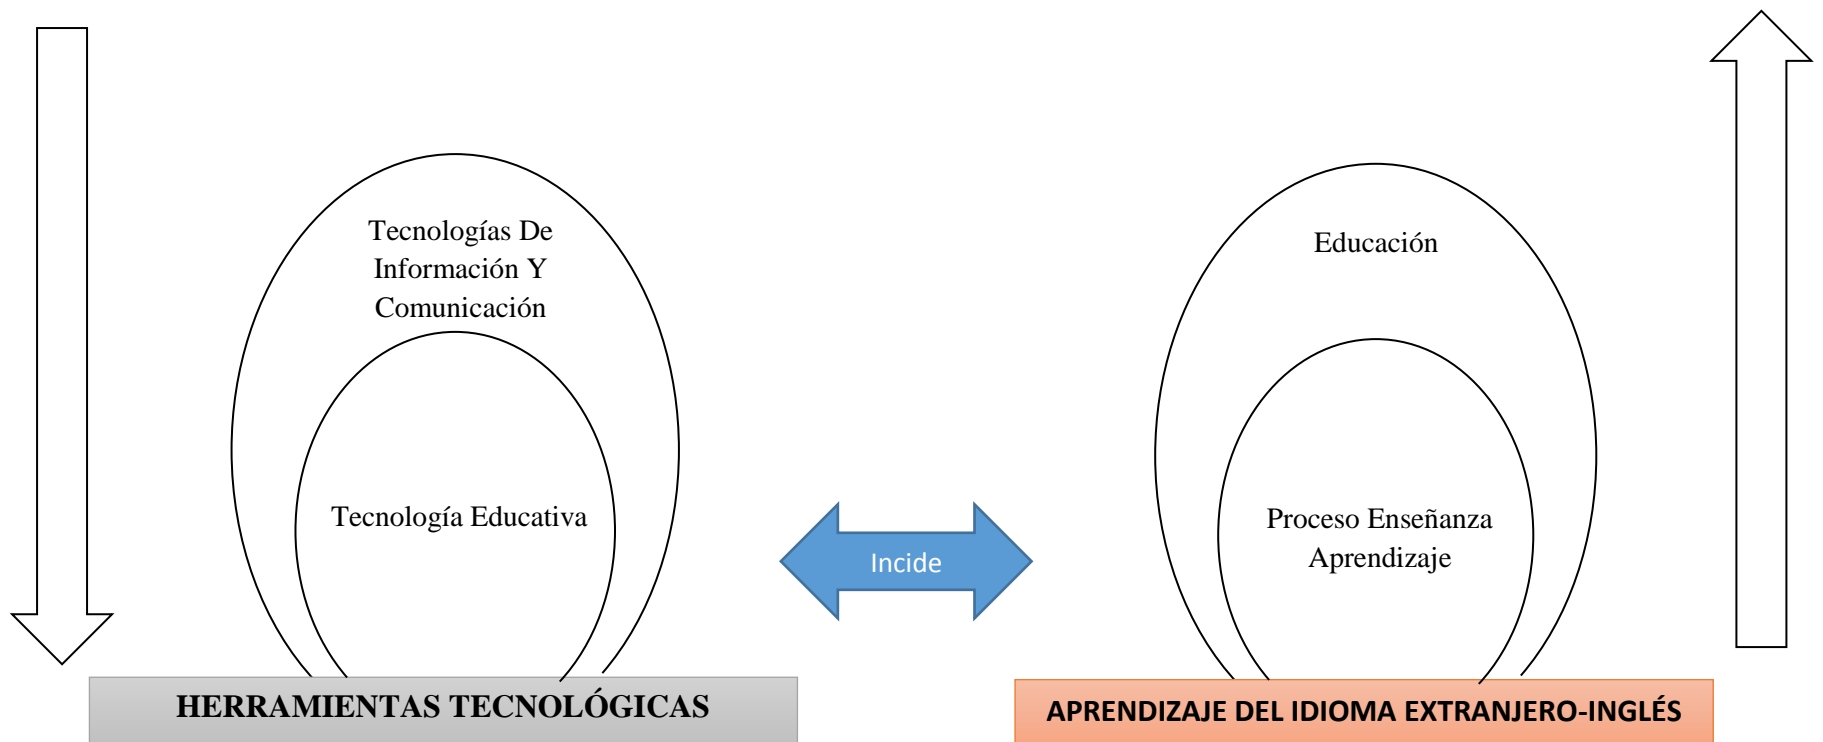 Tecnologías De
Información Y
Comunicación
Tecnología Educativa
HERRAMIENTAS TECNOLÓGICAS
Incide
Educación
Proceso Enseñanza
Aprendizaje
APRENDIZAJE DEL IDIOMA EXTRANJERO-INGLÉS